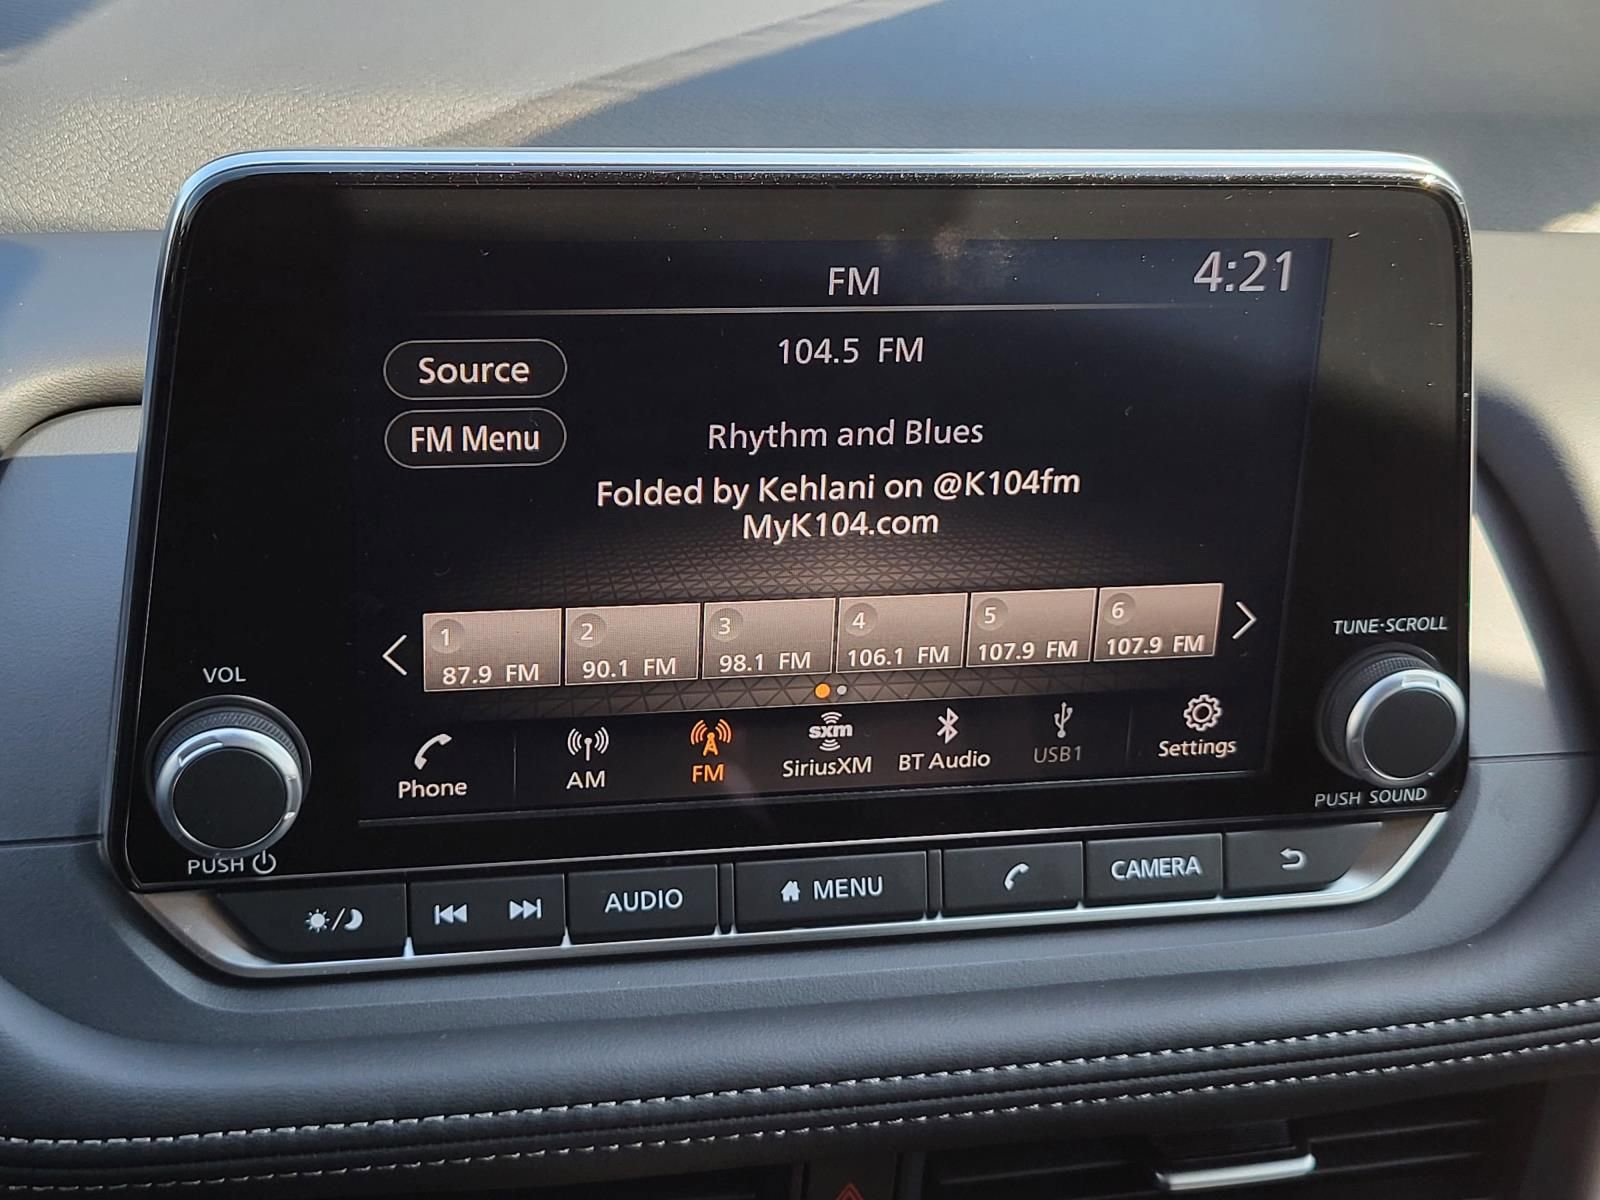 FM
4:21
Source
104.5 FM
FM Menu
Rhythm and Blues
Folded by Kehlani on @K104fm
MyK104.com
1
87.9 FM
2
90.1 FM
3
98.1 FM
4
106.1 FM
5
107.9 FM
6
107.9 FM
VOL
TUNE·SCROLL
Phone
AM
FM
sxm
SiriusXM
BT Audio
USB1
Settings
PUSH
PUSH SOUND
AUDIO
MENU
CAMERA